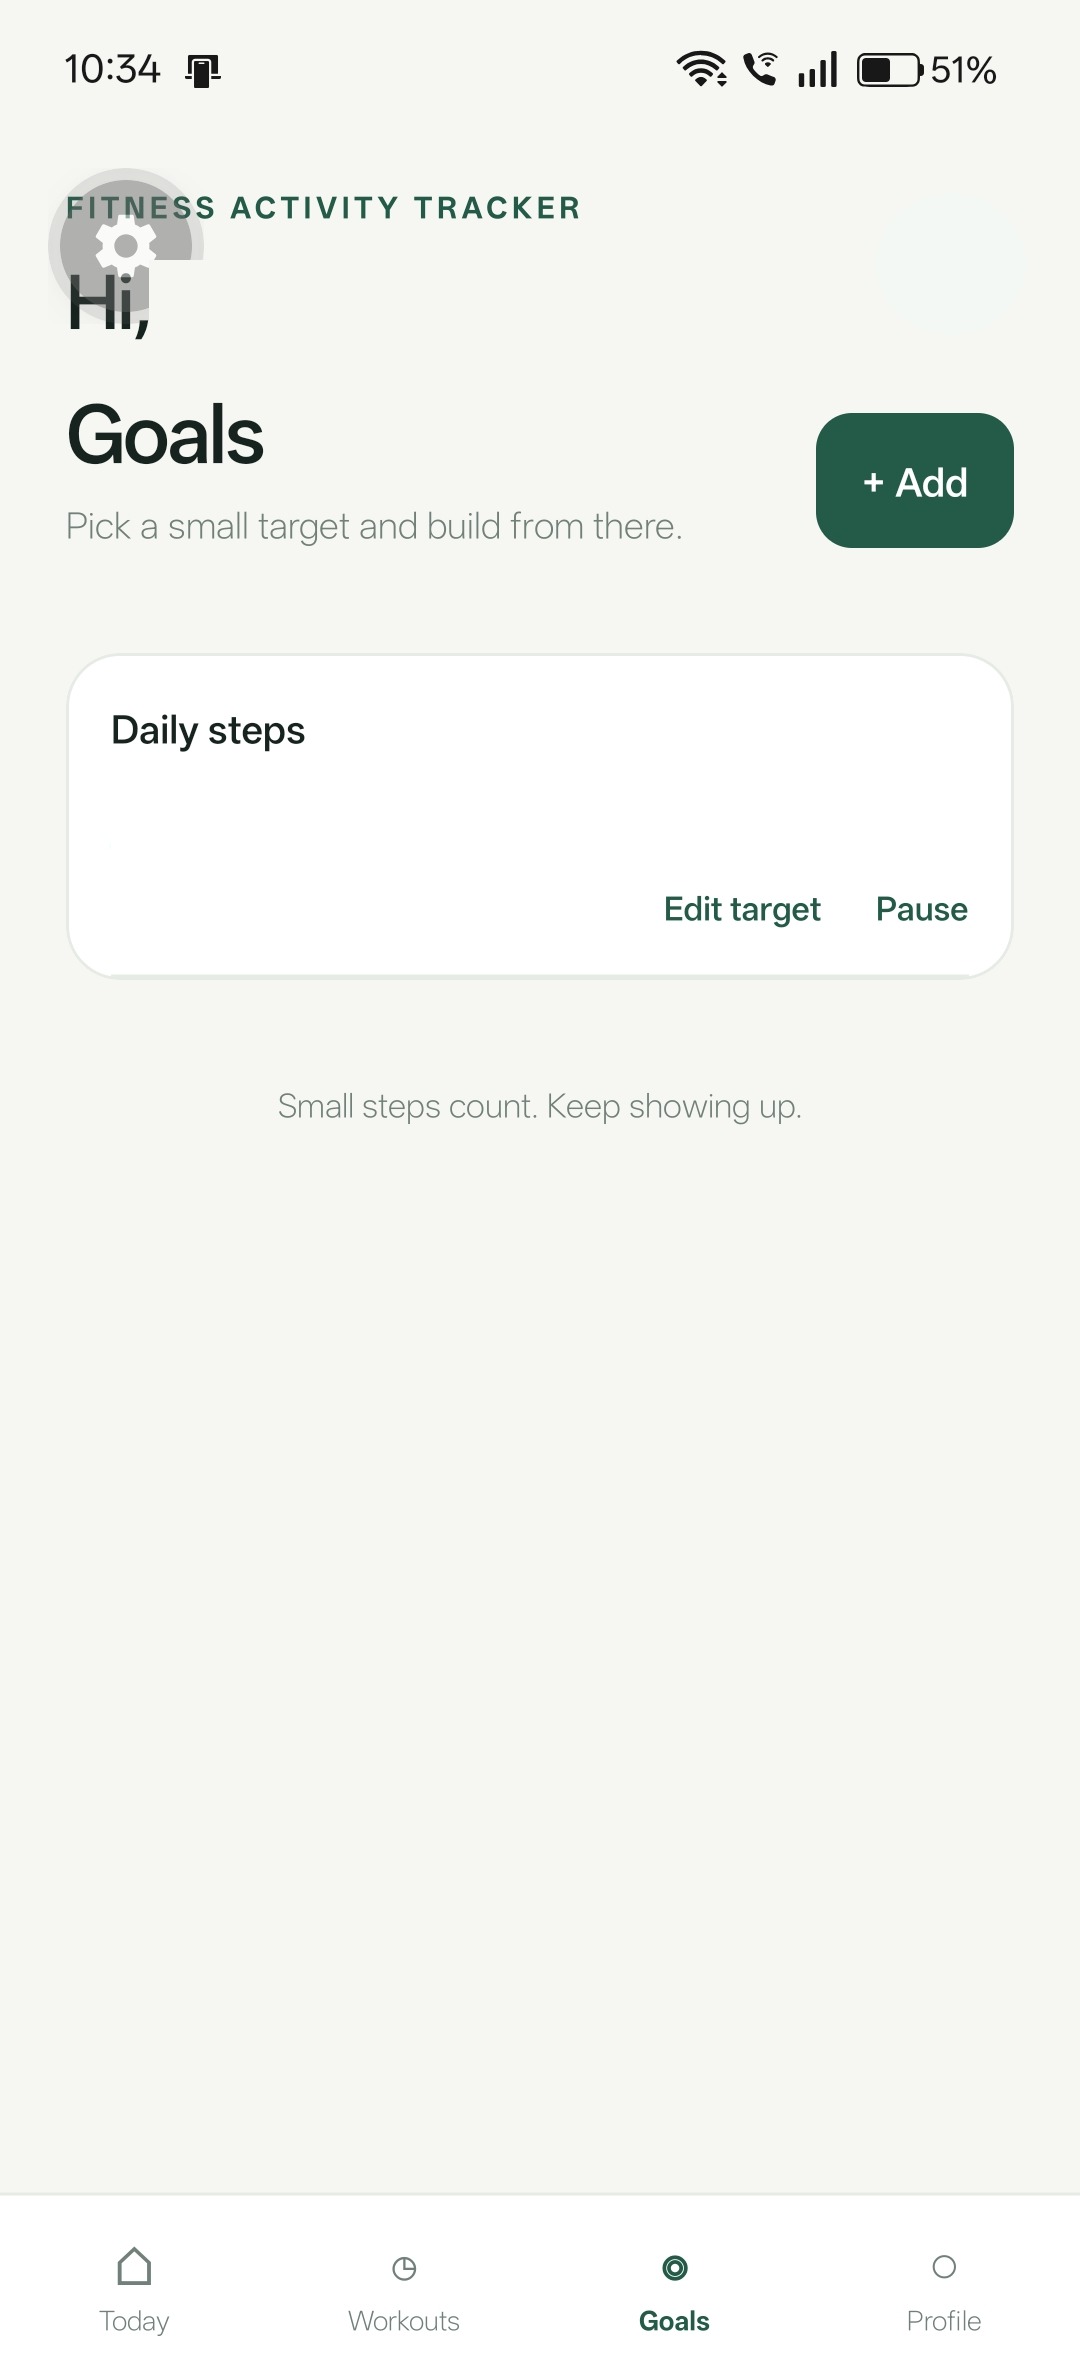 10:34
51%
FITNESS ACTIVITY TRACKER
Hi,
Goals
+ Add
Pick a small target and build from there.
Daily steps
Edit target Pause
Small steps count. Keep showing up.
Today Workouts Goals Profile